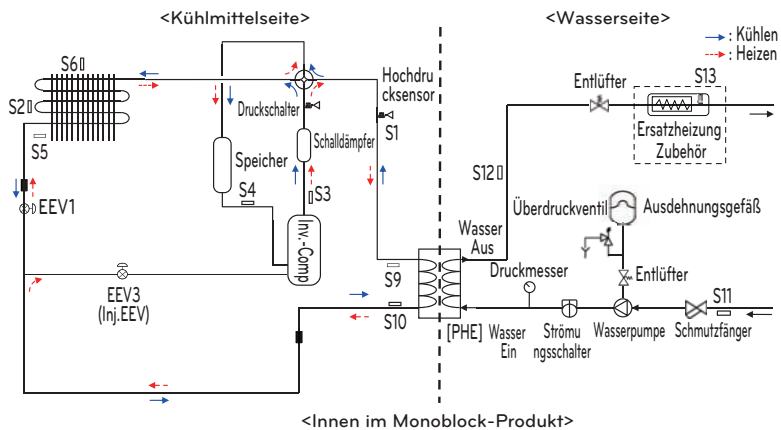 <Kühlmittelseite>
<Wasserseite>
: Kühlen
: Heizen
S6
S2
S5
EEV1
EEV3
(Inj.EEV)
Druckschalter
Schalldämpfer
Speicher
S4
S3
Inv.-Comp
Hochdru
cksensor
S1
S9
S10
[PHE]
Wasser
Aus
Wasser
Ein
S12
Entlüfter
S13
Ersatzheizung
Zubehör
Überdruckventil
Ausdehnungsgefäß
Entlüfter
Druckmesser
Strömu
ngsschalter
Wasserpumpe
S11
Schmutzfänger
<Innen im Monoblock-Produkt>